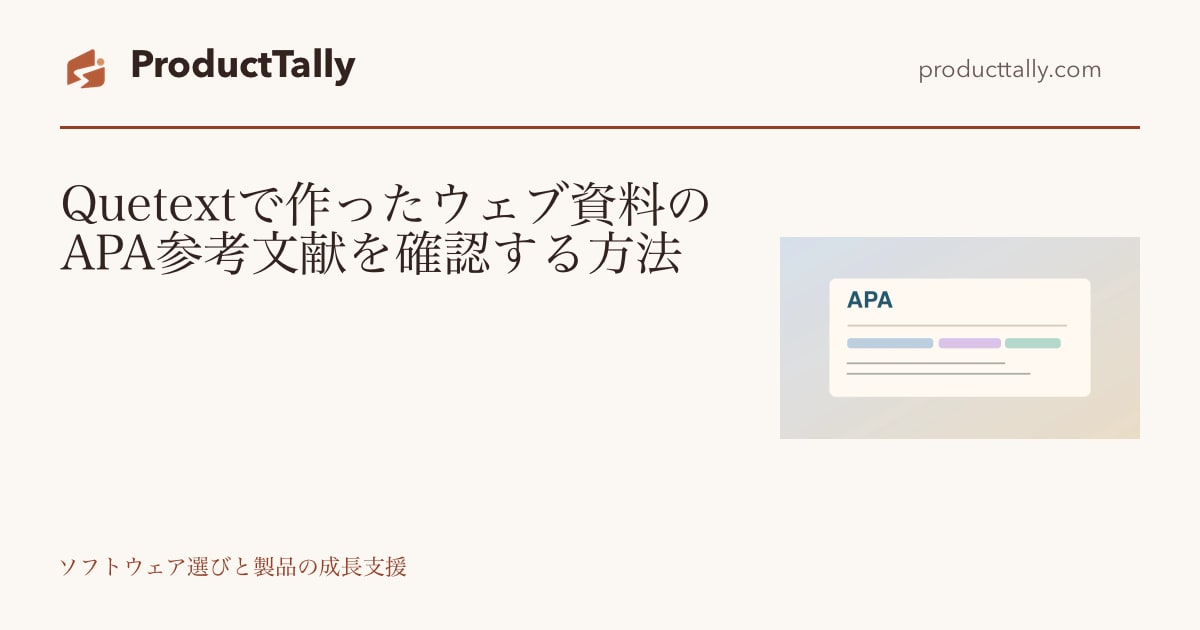 ProductTally
producttally.com
Quetextで作ったウェブ資料の
APA参考文献を確認する方法
APA
ソフトウェア選びと製品の成長支援